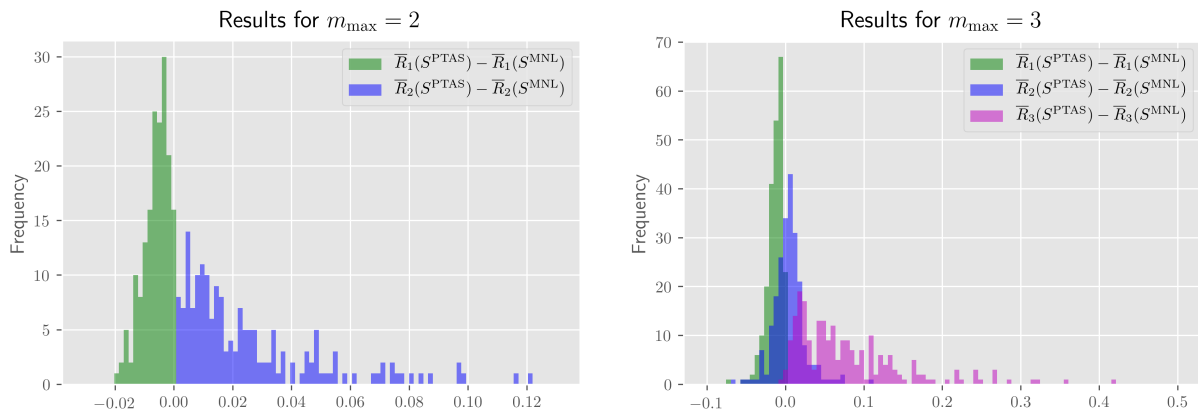 Results for m_max = 2
R̅₁(S^PTAS) − R̅₁(S^MNL)
R̅₂(S^PTAS) − R̅₂(S^MNL)
Frequency
30
25
20
15
10
5
0
−0.02 0.00 0.02 0.04 0.06 0.08 0.10 0.12
Results for m_max = 3
R̅₁(S^PTAS) − R̅₁(S^MNL)
R̅₂(S^PTAS) − R̅₂(S^MNL)
R̅₃(S^PTAS) − R̅₃(S^MNL)
Frequency
70
60
50
40
30
20
10
0
−0.1 0.0 0.1 0.2 0.3 0.4 0.5